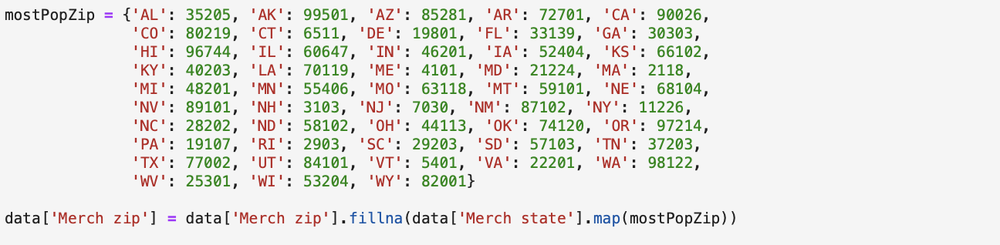 mostPopZip = {'AL': 35205, 'AK': 99501, 'AZ': 85281, 'AR': 72701, 'CA': 90026,
'CO': 80219, 'CT': 6511, 'DE': 19801, 'FL': 33139, 'GA': 30303,
'HI': 96744, 'IL': 60647, 'IN': 46201, 'IA': 52404, 'KS': 66102,
'KY': 40203, 'LA': 70119, 'ME': 4101, 'MD': 21224, 'MA': 2118,
'MI': 48201, 'MN': 55406, 'MO': 63118, 'MT': 59101, 'NE': 68104,
'NV': 89101, 'NH': 3103, 'NJ': 7030, 'NM': 87102, 'NY': 11226,
'NC': 28202, 'ND': 58102, 'OH': 44113, 'OK': 74120, 'OR': 97214,
'PA': 19107, 'RI': 2903, 'SC': 29203, 'SD': 57103, 'TN': 37203,
'TX': 77002, 'UT': 84101, 'VT': 5401, 'VA': 22201, 'WA': 98122,
'WV': 25301, 'WI': 53204, 'WY': 82001}
data['Merch zip'] = data['Merch zip'].fillna(data['Merch state'].map(mostPopZip))